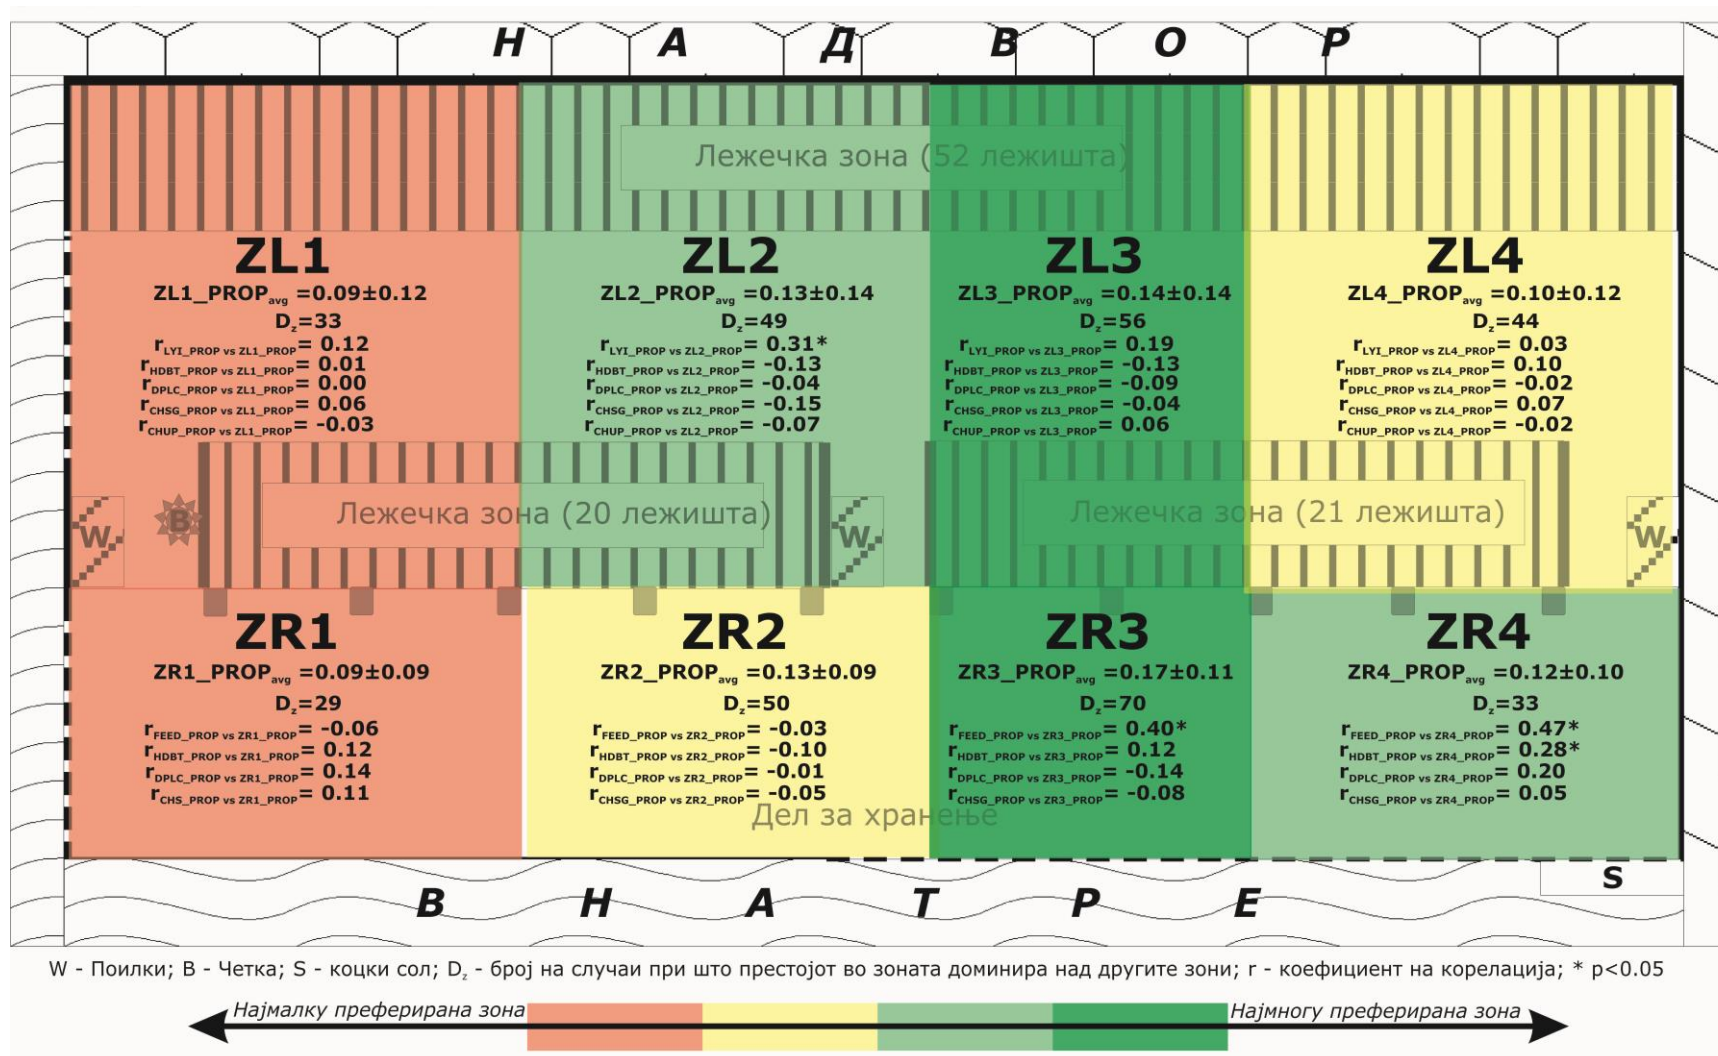 Н А Д В О Р
Лежечка зона (52 лежишта)
ZL1
ZL1_PROPavg =0.09±0.12
Dz=33
rLYI_PROP vs ZL1_PROP= 0.12
rHDBT_PROP vs ZL1_PROP= 0.01
rDPLC_PROP vs ZL1_PROP= 0.00
rCHSG_PROP vs ZL1_PROP= 0.06
rCHUP_PROP vs ZL1_PROP= -0.03
ZL2
ZL2_PROPavg =0.13±0.14
Dz=49
rLYI_PROP vs ZL2_PROP= 0.31*
rHDBT_PROP vs ZL2_PROP= -0.13
rDPLC_PROP vs ZL2_PROP= -0.04
rCHSG_PROP vs ZL2_PROP= -0.15
rCHUP_PROP vs ZL2_PROP= -0.07
ZL3
ZL3_PROPavg =0.14±0.14
Dz=56
rLYI_PROP vs ZL3_PROP= 0.19
rHDBT_PROP vs ZL3_PROP= -0.13
rDPLC_PROP vs ZL3_PROP= -0.09
rCHSG_PROP vs ZL3_PROP= -0.04
rCHUP_PROP vs ZL3_PROP= 0.06
ZL4
ZL4_PROPavg =0.10±0.12
Dz=44
rLYI_PROP vs ZL4_PROP= 0.03
rHDBT_PROP vs ZL4_PROP= 0.10
rDPLC_PROP vs ZL4_PROP= -0.02
rCHSG_PROP vs ZL4_PROP= 0.07
rCHUP_PROP vs ZL4_PROP= -0.02
W
B
Лежечка зона (20 лежишта)
W
Лежечка зона (21 лежишта)
W
ZR1
ZR1_PROPavg =0.09±0.09
Dz=29
rFEED_PROP vs ZR1_PROP= -0.06
rHDBT_PROP vs ZR1_PROP= 0.12
rDPLC_PROP vs ZR1_PROP= 0.14
rCHS_PROP vs ZR1_PROP= 0.11
ZR2
ZR2_PROPavg =0.13±0.09
Dz=50
rFEED_PROP vs ZR2_PROP= -0.03
rHDBT_PROP vs ZR2_PROP= -0.10
rDPLC_PROP vs ZR2_PROP= -0.01
rCHSG_PROP vs ZR2_PROP= -0.05
ZR3
ZR3_PROPavg =0.17±0.11
Dz=70
rFEED_PROP vs ZR3_PROP= 0.40*
rHDBT_PROP vs ZR3_PROP= 0.12
rDPLC_PROP vs ZR3_PROP= -0.14
rCHSG_PROP vs ZR3_PROP= -0.08
ZR4
ZR4_PROPavg =0.12±0.10
Dz=33
rFEED_PROP vs ZR4_PROP= 0.47*
rHDBT_PROP vs ZR4_PROP= 0.28*
rDPLC_PROP vs ZR4_PROP= 0.20
rCHSG_PROP vs ZR4_PROP= 0.05
Дел за хранење
S
В Н А Т Р Е
W - Поилки; B - Четка; S - коцки сол; Dz - број на случаи при што престојот во зоната доминира над другите зони; r - коефициент на корелација; * p<0.05
Најмалку преферирана зона
Најмногу преферирана зона